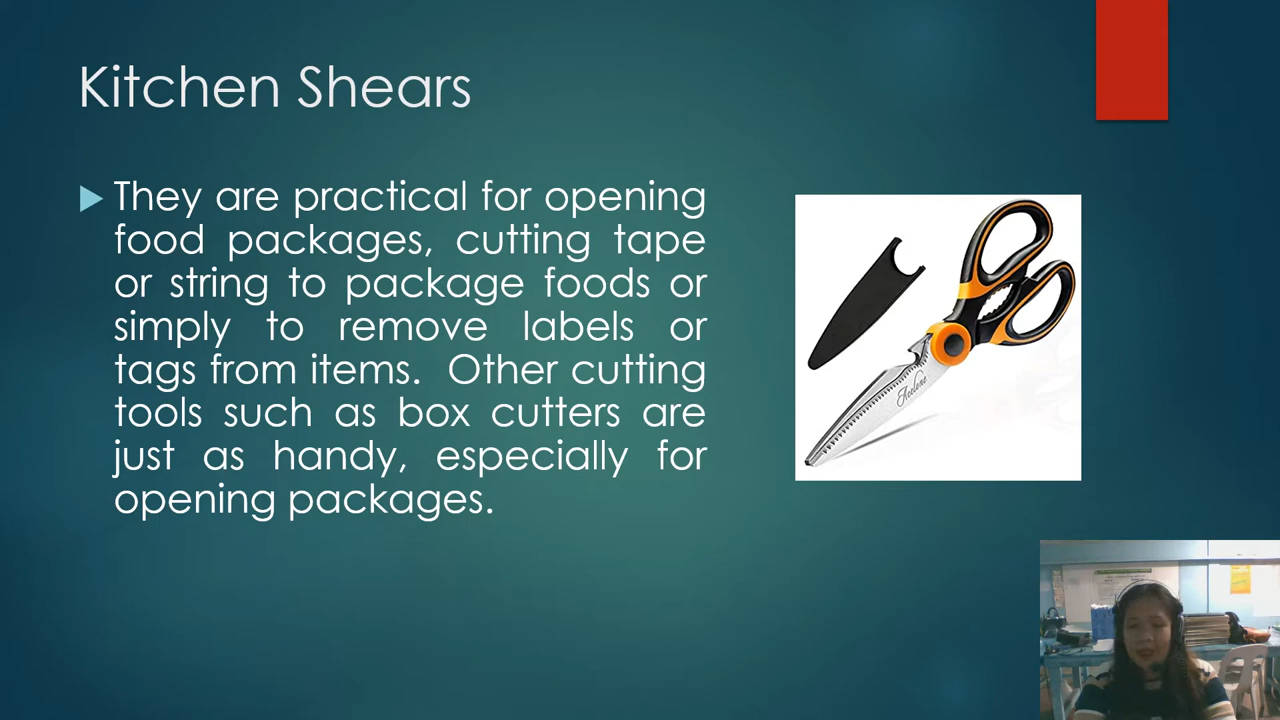 Kitchen Shears
They are practical for opening
food packages, cutting tape
or string to package foods or
simply to remove labels or
tags from items.  Other cutting
tools such as box cutters are
just as handy, especially for
opening packages.